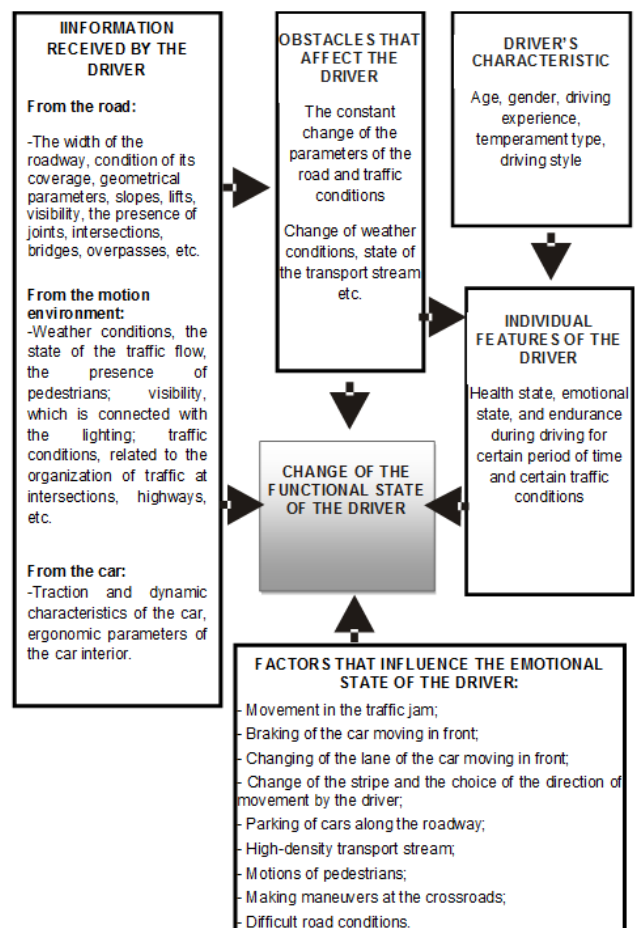 IINFORMATION
RECEIVED BY THE
DRIVER
From the road:
-The width of the
roadway, condition of its
coverage, geometrical
parameters, slopes, lifts,
visibility, the presence of
joints, intersections,
bridges, overpasses, etc.
From the motion
environment:
-Weather conditions, the
state of the traffic flow,
the presence of
pedestrians; visibility,
which is connected with
the lighting; traffic
conditions, related to the
organization of traffic at
intersections, highways,
etc.
From the car:
-Traction and dynamic
characteristics of the car,
ergonomic parameters of
the car interior.
OBSTACLES THAT
AFFECT THE
DRIVER
The constant
change of the
parameters of the
road and traffic
conditions
Change of weather
conditions, state of
the transport stream
etc.
DRIVER'S
CHARACTERISTIC
Age, gender, driving
experience,
temperament type,
driving style
INDIVIDUAL
FEATURES OF THE
DRIVER
Health state, emotional
state, and endurance
during driving for
certain period of time
and certain traffic
conditions
CHANGE OF THE
FUNCTIONAL STATE
OF THE DRIVER
FACTORS THAT INFLUENCE THE EMOTIONAL
STATE OF THE DRIVER:
- Movement in the traffic jam;
- Braking of the car moving in front;
- Changing of the lane of the car moving in front;
- Change of the stripe and the choice of the direction of
movement by the driver;
- Parking of cars along the roadway;
- High-density transport stream;
- Motions of pedestrians;
- Making maneuvers at the crossroads;
- Difficult road conditions.